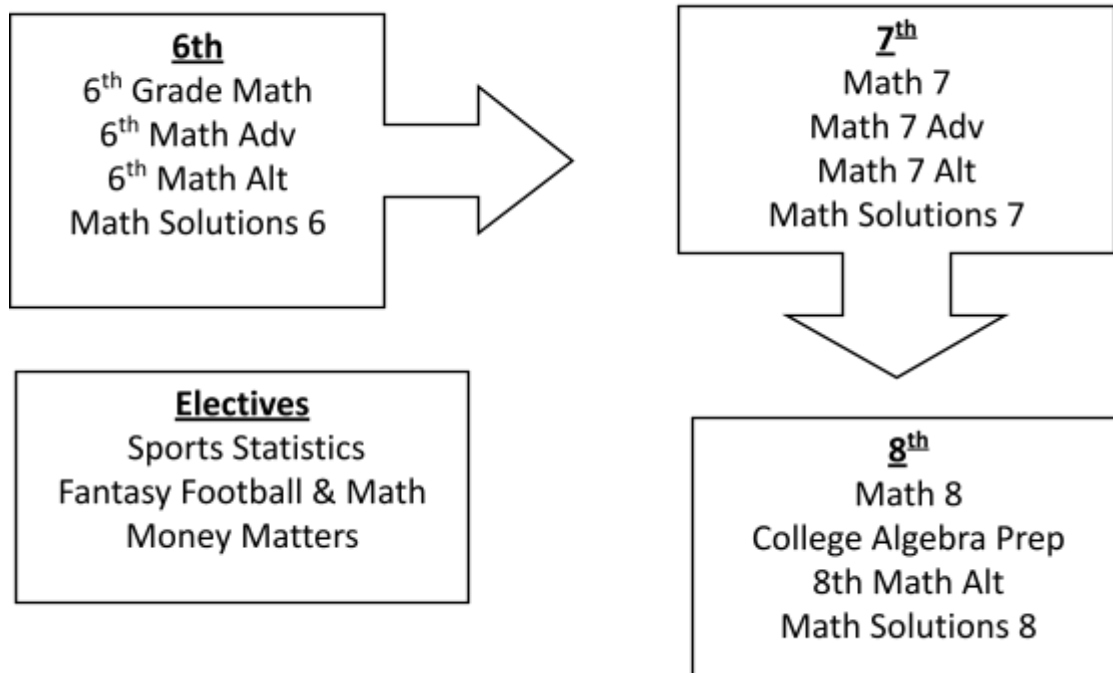 6th
6th Grade Math
6th Math Adv
6th Math Alt
Math Solutions 6
7th
Math 7
Math 7 Adv
Math 7 Alt
Math Solutions 7
Electives
Sports Statistics
Fantasy Football & Math
Money Matters
8th
Math 8
College Algebra Prep
8th Math Alt
Math Solutions 8